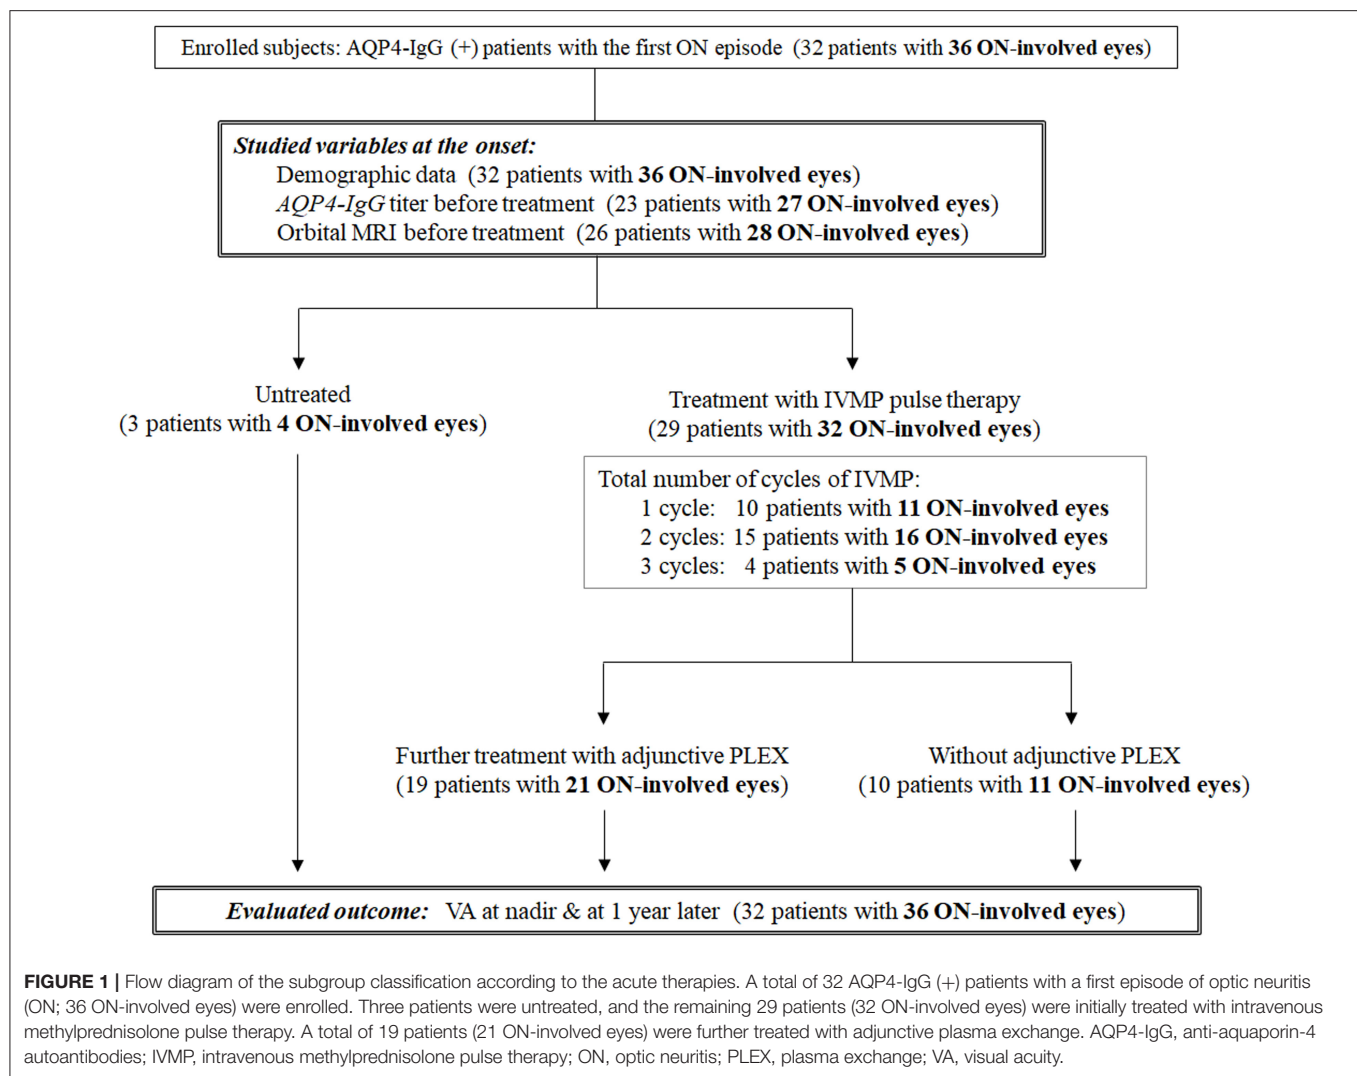 Enrolled subjects: AQP4-IgG (+) patients with the first ON episode (32 patients with 36 ON-involved eyes)
Studied variables at the onset:
Demographic data (32 patients with 36 ON-involved eyes)
AQP4-IgG titer before treatment (23 patients with 27 ON-involved eyes)
Orbital MRI before treatment (26 patients with 28 ON-involved eyes)
Untreated
(3 patients with 4 ON-involved eyes)
Treatment with IVMP pulse therapy
(29 patients with 32 ON-involved eyes)
Total number of cycles of IVMP:
1 cycle: 10 patients with 11 ON-involved eyes
2 cycles: 15 patients with 16 ON-involved eyes
3 cycles: 4 patients with 5 ON-involved eyes
Further treatment with adjunctive PLEX
(19 patients with 21 ON-involved eyes)
Without adjunctive PLEX
(10 patients with 11 ON-involved eyes)
Evaluated outcome: VA at nadir & at 1 year later (32 patients with 36 ON-involved eyes)
FIGURE 1 | Flow diagram of the subgroup classification according to the acute therapies. A total of 32 AQP4-IgG (+) patients with a first episode of optic neuritis
(ON; 36 ON-involved eyes) were enrolled. Three patients were untreated, and the remaining 29 patients (32 ON-involved eyes) were initially treated with intravenous
methylprednisolone pulse therapy. A total of 19 patients (21 ON-involved eyes) were further treated with adjunctive plasma exchange. AQP4-IgG, anti-aquaporin-4
autoantibodies; IVMP, intravenous methylprednisolone pulse therapy; ON, optic neuritis; PLEX, plasma exchange; VA, visual acuity.